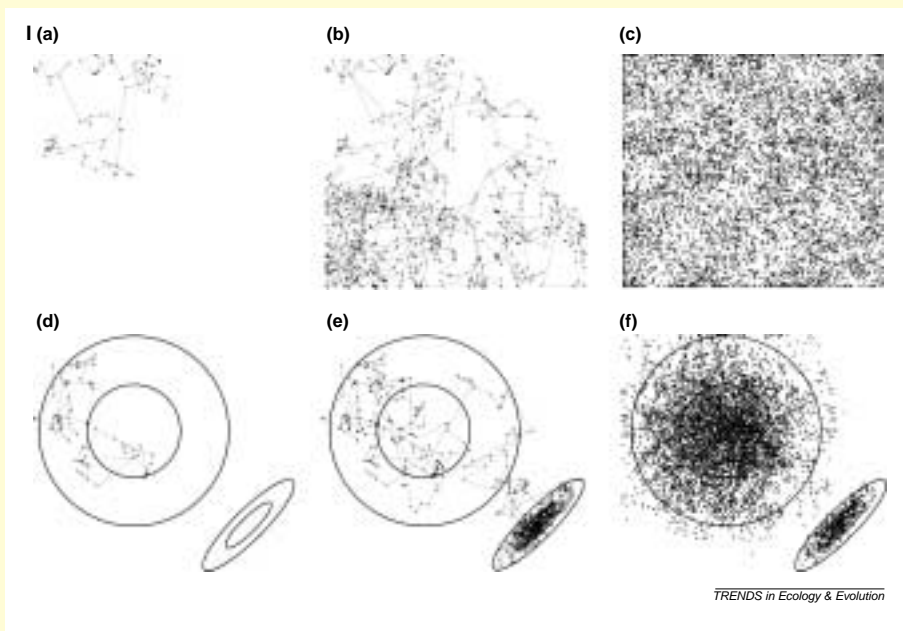 I (a)
(b)
(c)
(d)
(e)
(f)
TRENDS in Ecology & Evolution